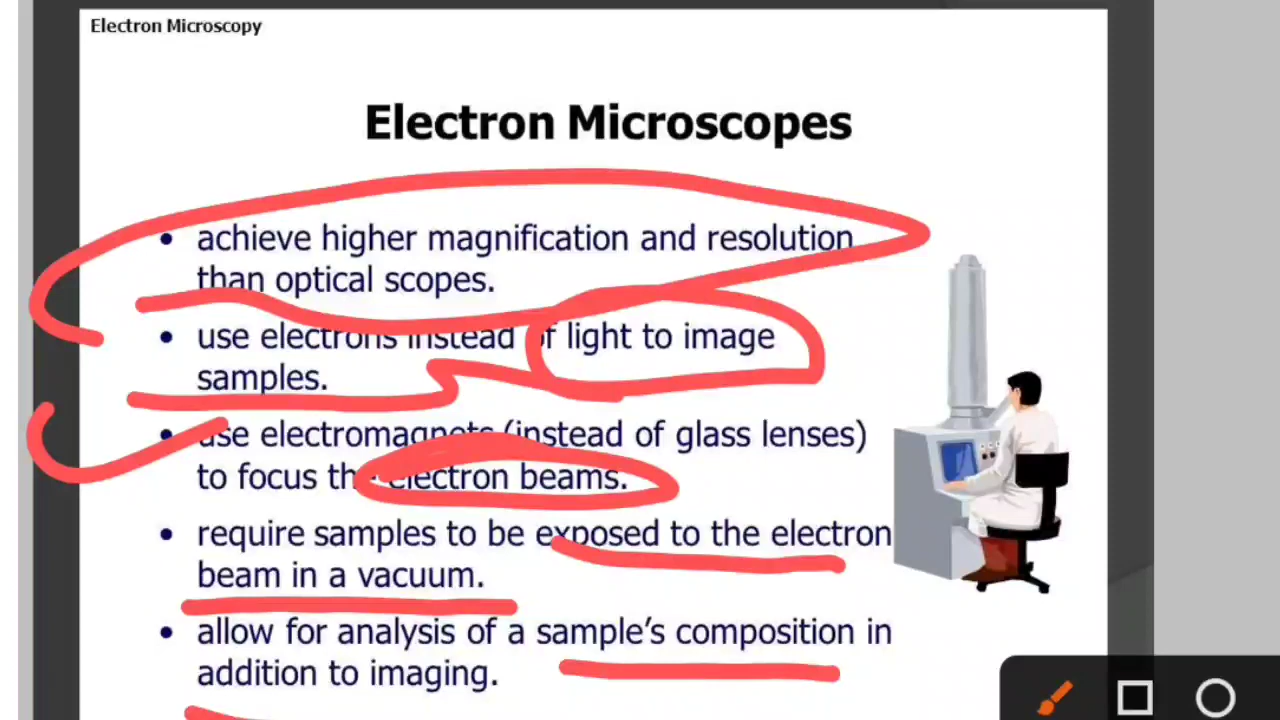 Electron Microscopy
Electron Microscopes
• achieve higher magnification and resolution
than optical scopes.
• use electrons instead of light to image
samples.
• use electromagnets (instead of glass lenses)
to focus the electron beams.
• require samples to be exposed to the electron
beam in a vacuum.
• allow for analysis of a sample's composition in
addition to imaging.